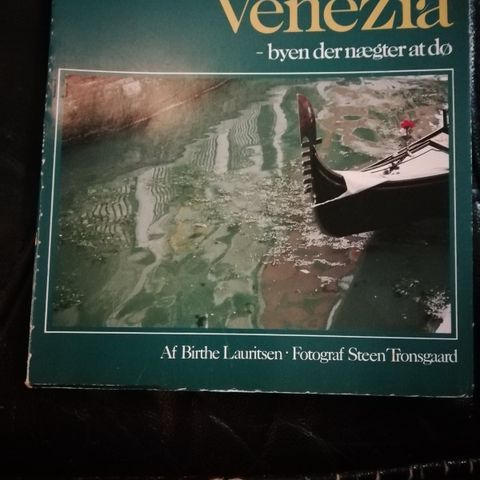 Venezia
- byen der nægter at dø
Af Birthe Lauritsen · Fotograf Steen Tronsgaard